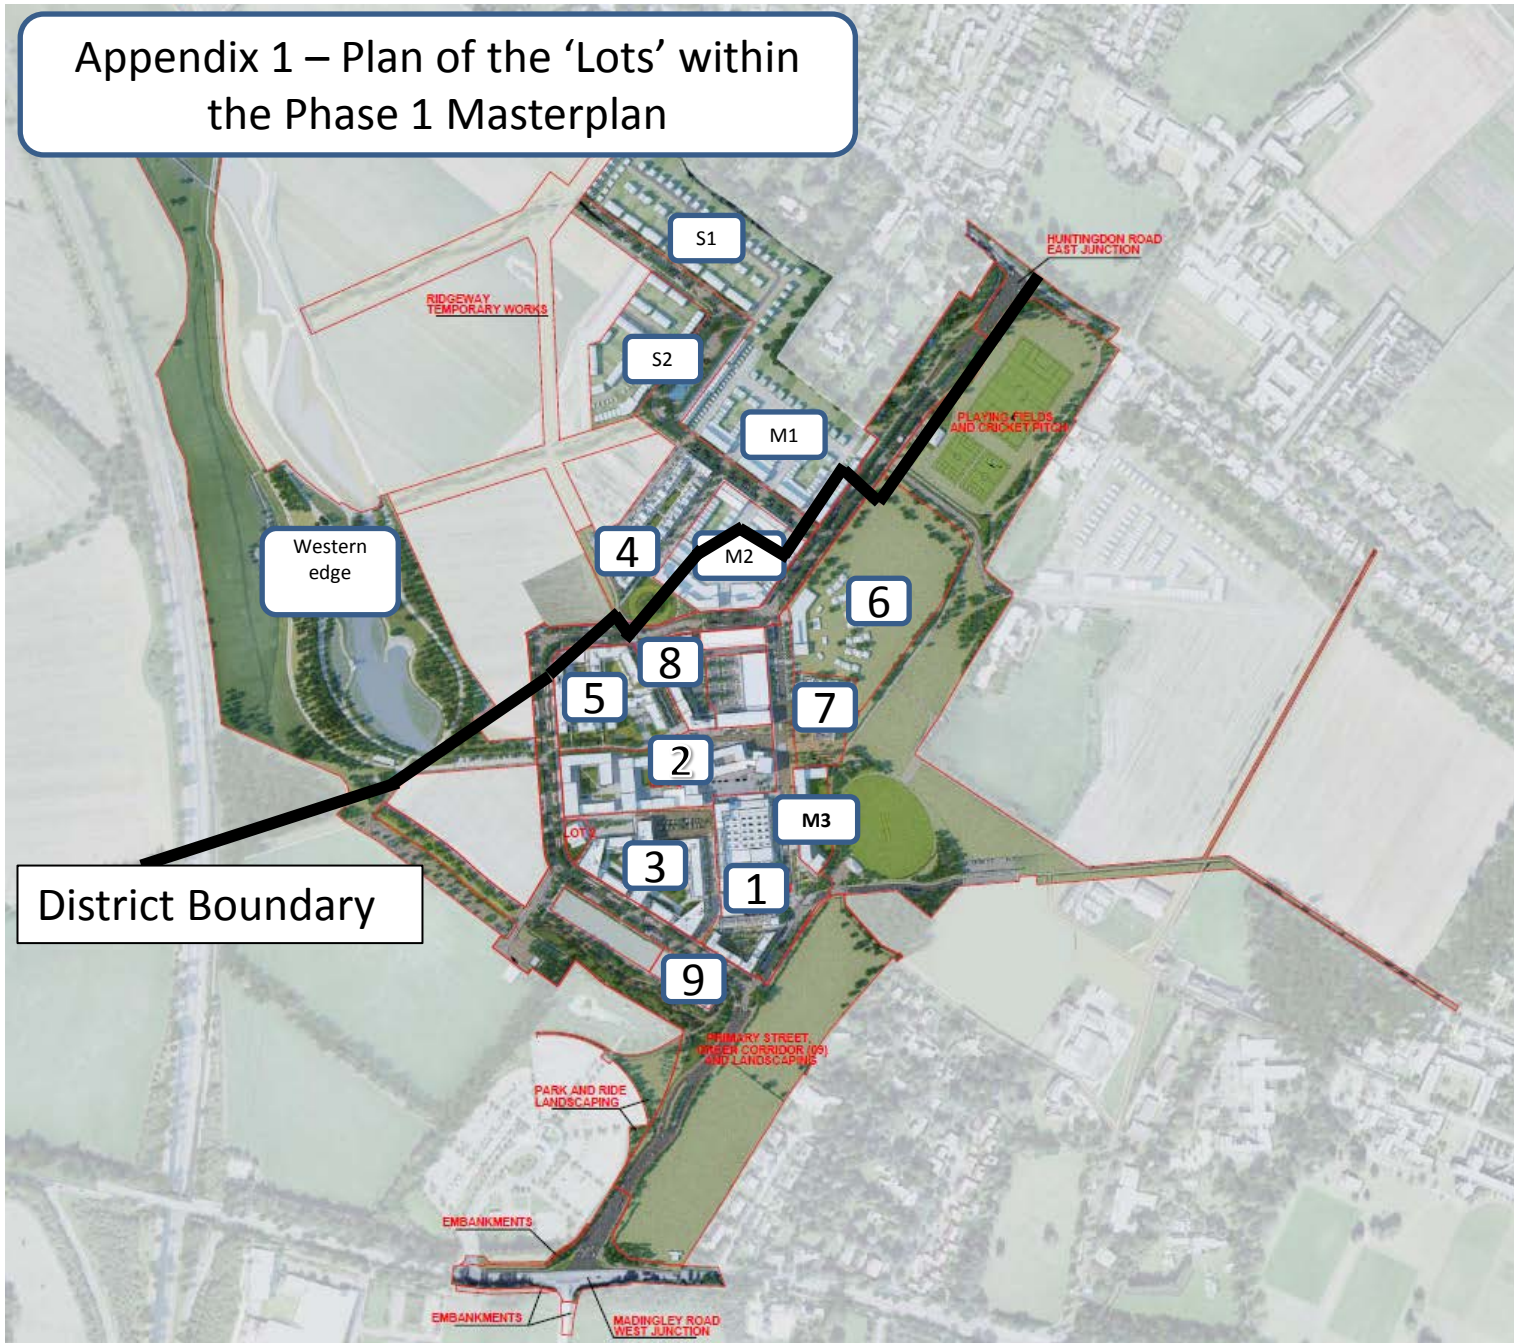 Appendix 1 – Plan of the ‘Lots’ within
the Phase 1 Masterplan
S1
HUNTINGDON ROAD
EAST JUNCTION
RIDGEWAY
TEMPORARY WORKS
S2
PLAYING FIELDS
AND CRICKET PITCH
M1
Western
edge
4
M2
6
8
5
7
2
M3
LOT 2
3
1
District Boundary
9
PRIMARY STREET,
GREEN CORRIDOR (09)
AND LANDSCAPING
PARK AND RIDE
LANDSCAPING
EMBANKMENTS
EMBANKMENTS
MADINGLEY ROAD
WEST JUNCTION